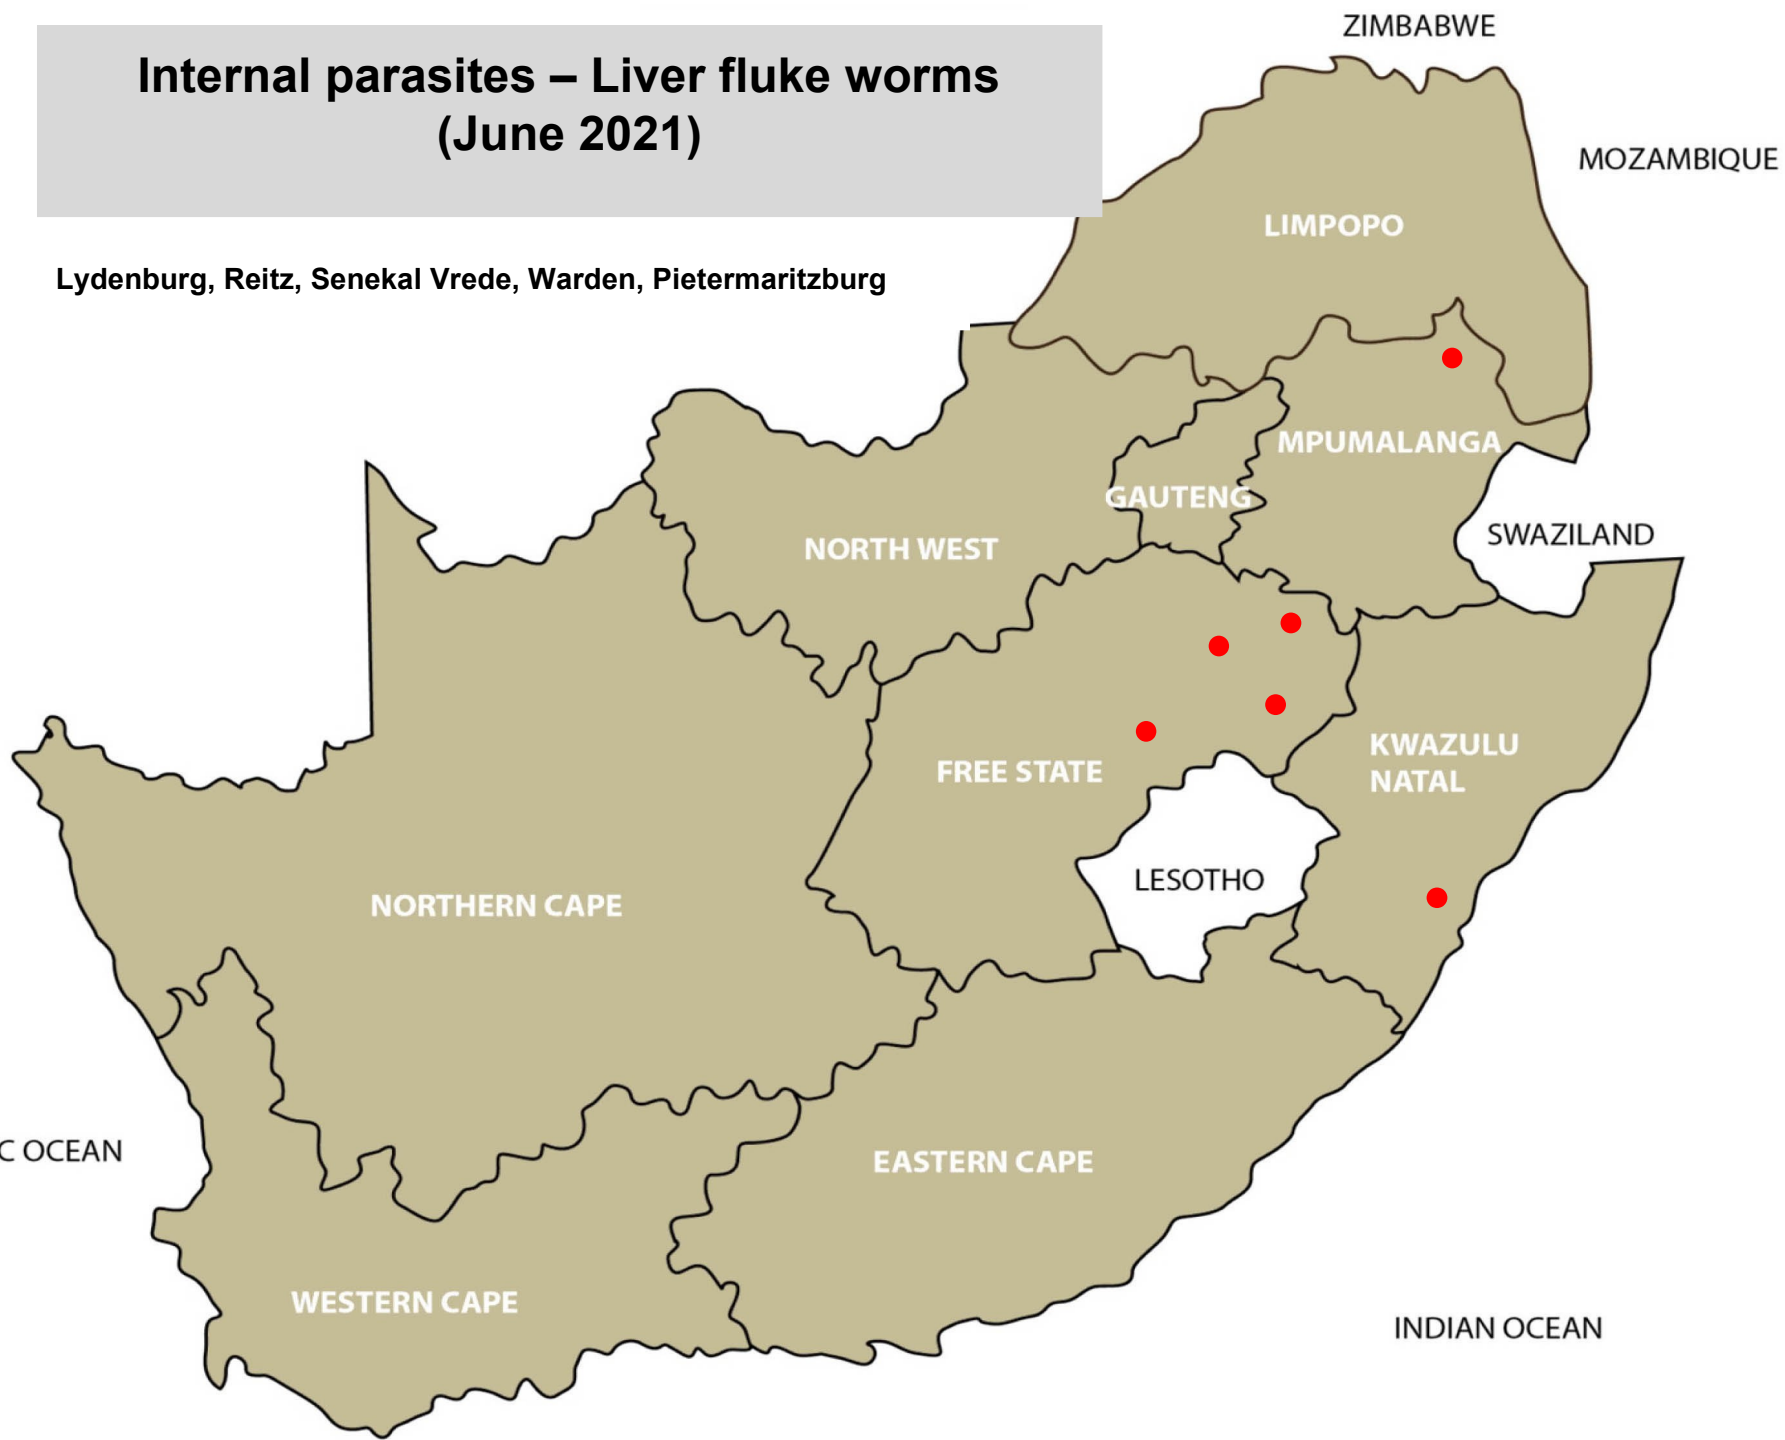 ZIMBABWE
Internal parasites – Liver fluke worms
(June 2021)
MOZAMBIQUE
LIMPOPO
Lydenburg, Reitz, Senekal Vrede, Warden, Pietermaritzburg
MPUMALANGA
GAUTENG
SWAZILAND
NORTH WEST
KWAZULU
NATAL
FREE STATE
LESOTHO
NORTHERN CAPE
C OCEAN
EASTERN CAPE
WESTERN CAPE
INDIAN OCEAN